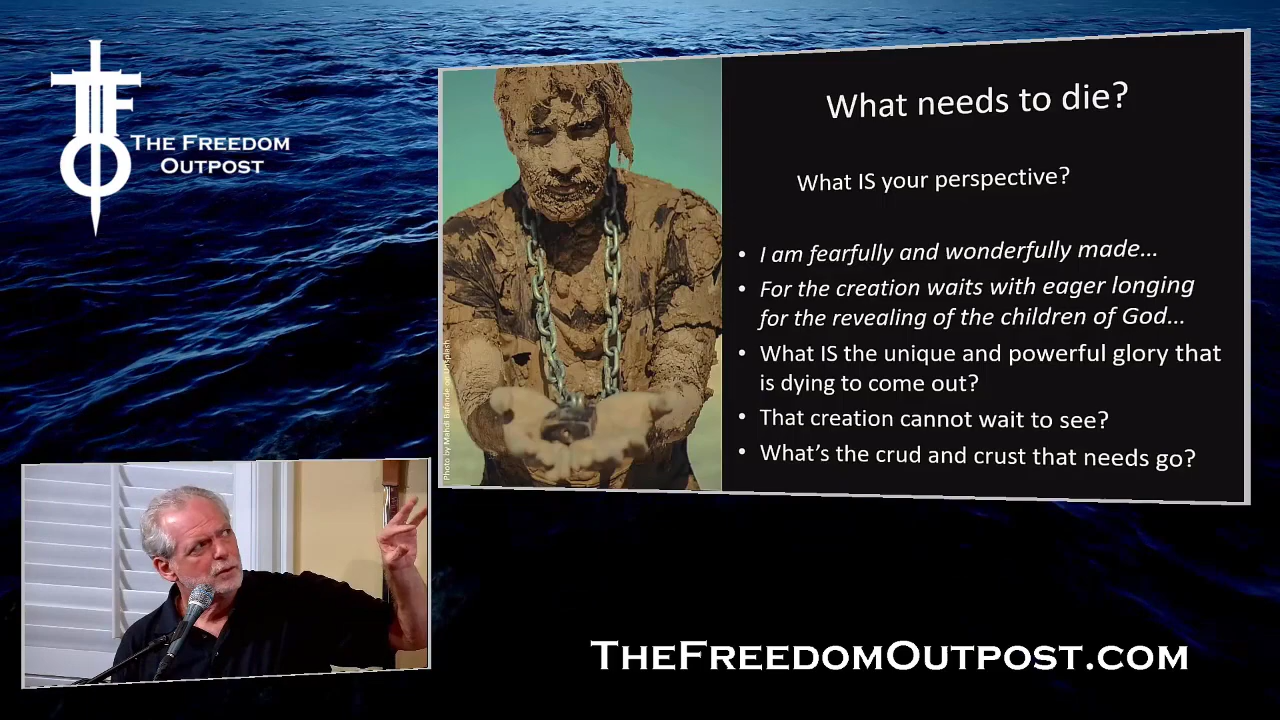 THE FREEDOM
OUTPOST
What needs to die?
What IS your perspective?
• I am fearfully and wonderfully made...
• For the creation waits with eager longing
for the revealing of the children of God...
• What IS the unique and powerful glory that
is dying to come out?
• That creation cannot wait to see?
• What's the crud and crust that needs go?
Photo by Mahdi
THEFREEDOMOUTPOST.COM